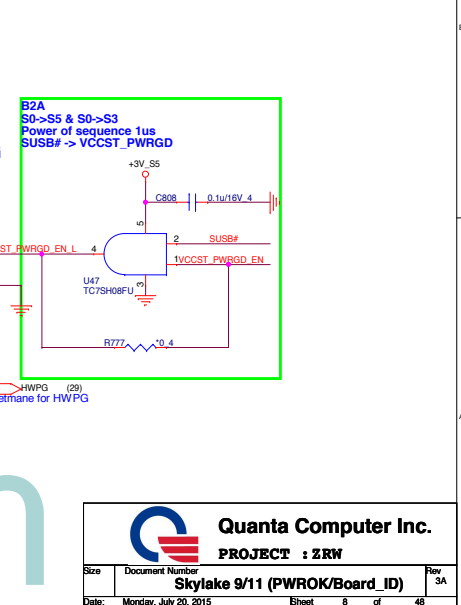 B2A
S0->S5 & S0->S3
Power of sequence 1us
SUSB# -> VCCST_PWRGD
+3V_S5
C808 0.1u/16V_4
5
ST_PWRGD_EN_L 4
2 SUSB#
1 VCCST_PWRGD_EN
3
U47
TC7SH08FU
R777 *0_4
HWPG (29)
etmane for HWPG
Quanta Computer Inc.
PROJECT : ZRW
Size Document Number Rev
Skylake 9/11 (PWROK/Board_ID) 3A
Date: Monday, July 20, 2015 Sheet 8 of 48